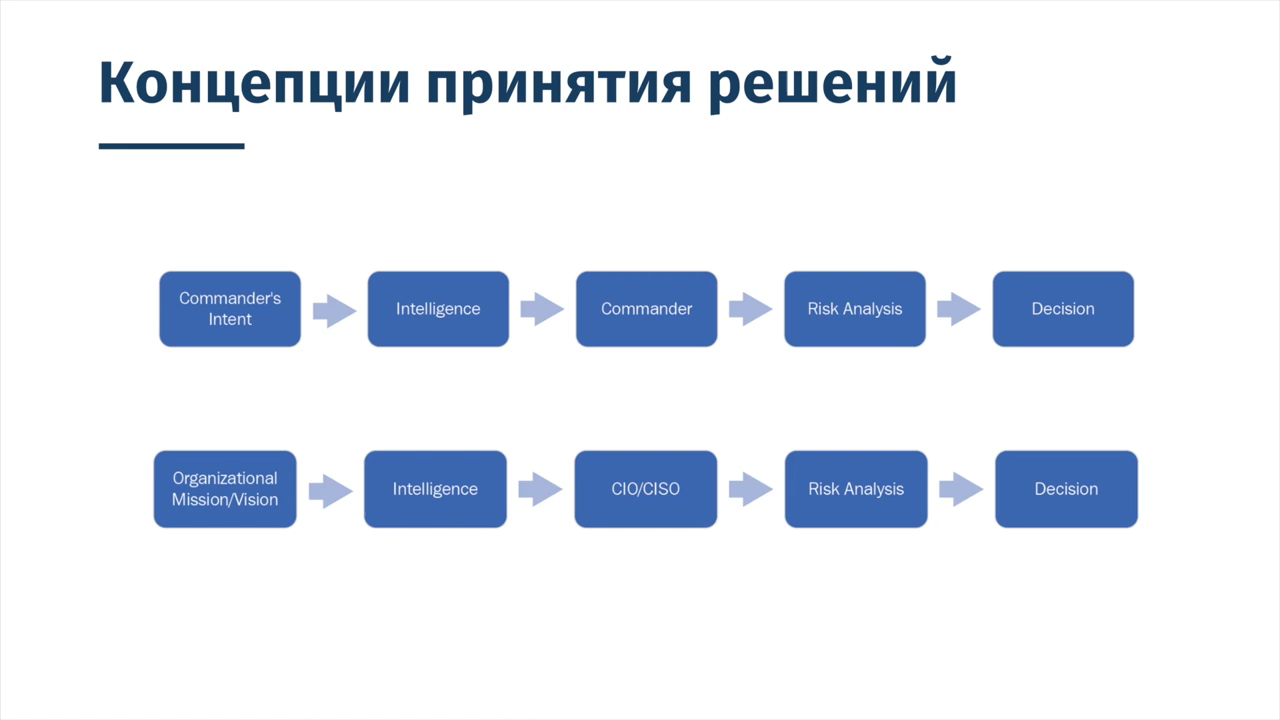 Концепции принятия решений
Commander's
Intent
Intelligence
Commander
Risk Analysis
Decision
Organizational
Mission/Vision
Intelligence
CIO/CISO
Risk Analysis
Decision